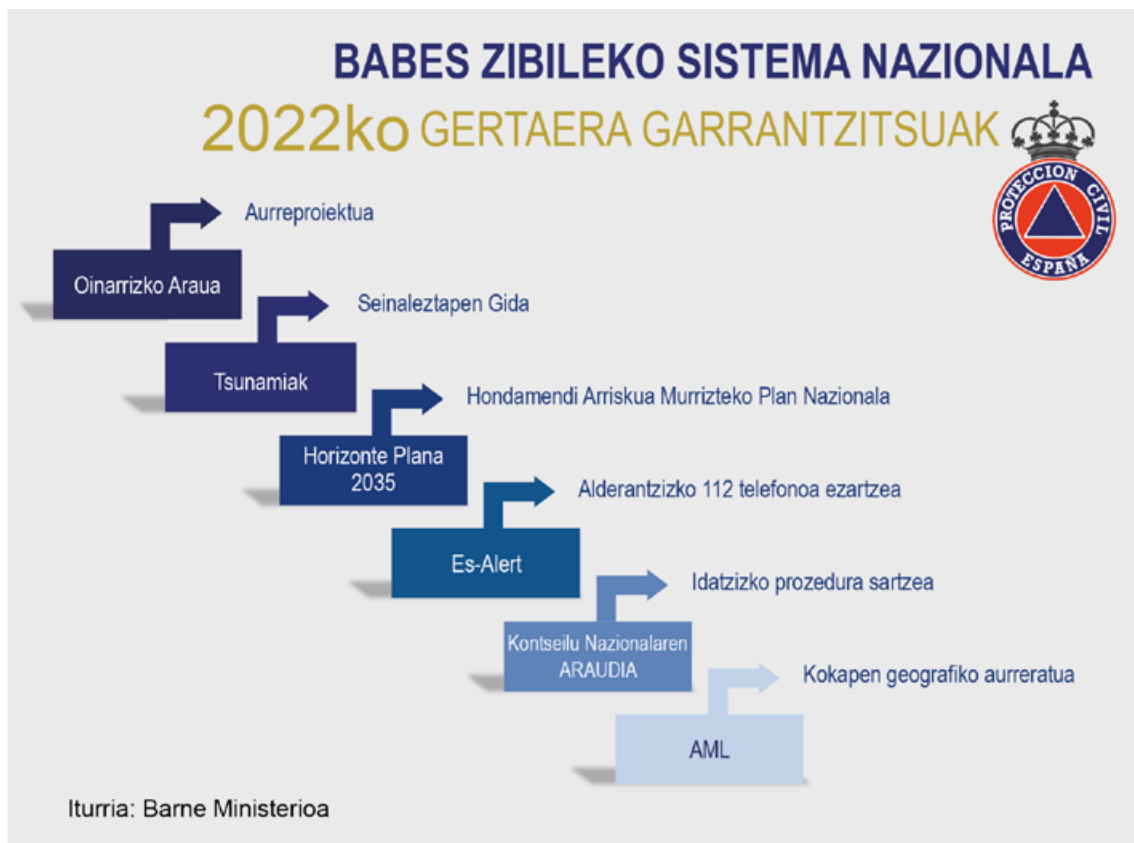 BABES ZIBILEKO SISTEMA NAZIONALA
2022ko GERTAERA GARRANTZITSUAK
PROTECCION CIVIL
ESPAÑA
Aurreproiektua
Oinarrizko Araua
Seinaleztapen Gida
Tsunamiak
Hondamendi Arriskua Murrizteko Plan Nazionala
Horizonte Plana
2035
Alderantzizko 112 telefonoa ezartzea
Es-Alert
Idatzizko prozedura sartzea
Kontseilu Nazionalaren
ARAUDIA
Kokapen geografiko aurreratua
AML
Iturria: Barne Ministerioa